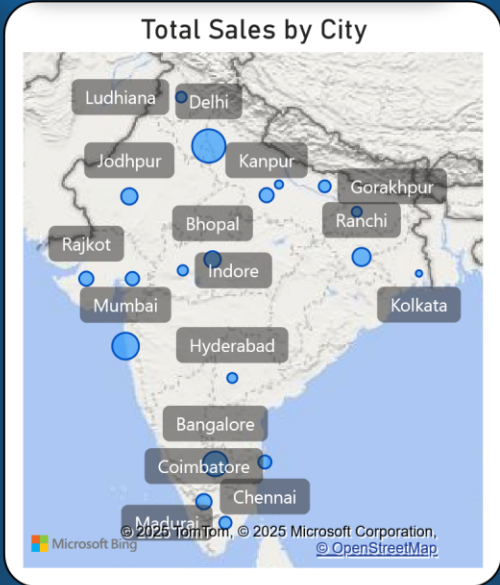 Total Sales by City
Ludhiana
Delhi
Jodhpur
Kanpur
Gorakhpur
Bhopal
Ranchi
Rajkot
Indore
Mumbai
Kolkata
Hyderabad
Bangalore
Coimbatore
Chennai
Madurai
© 2025 TomTom, © 2025 Microsoft Corporation,
Microsoft Bing
© OpenStreetMap